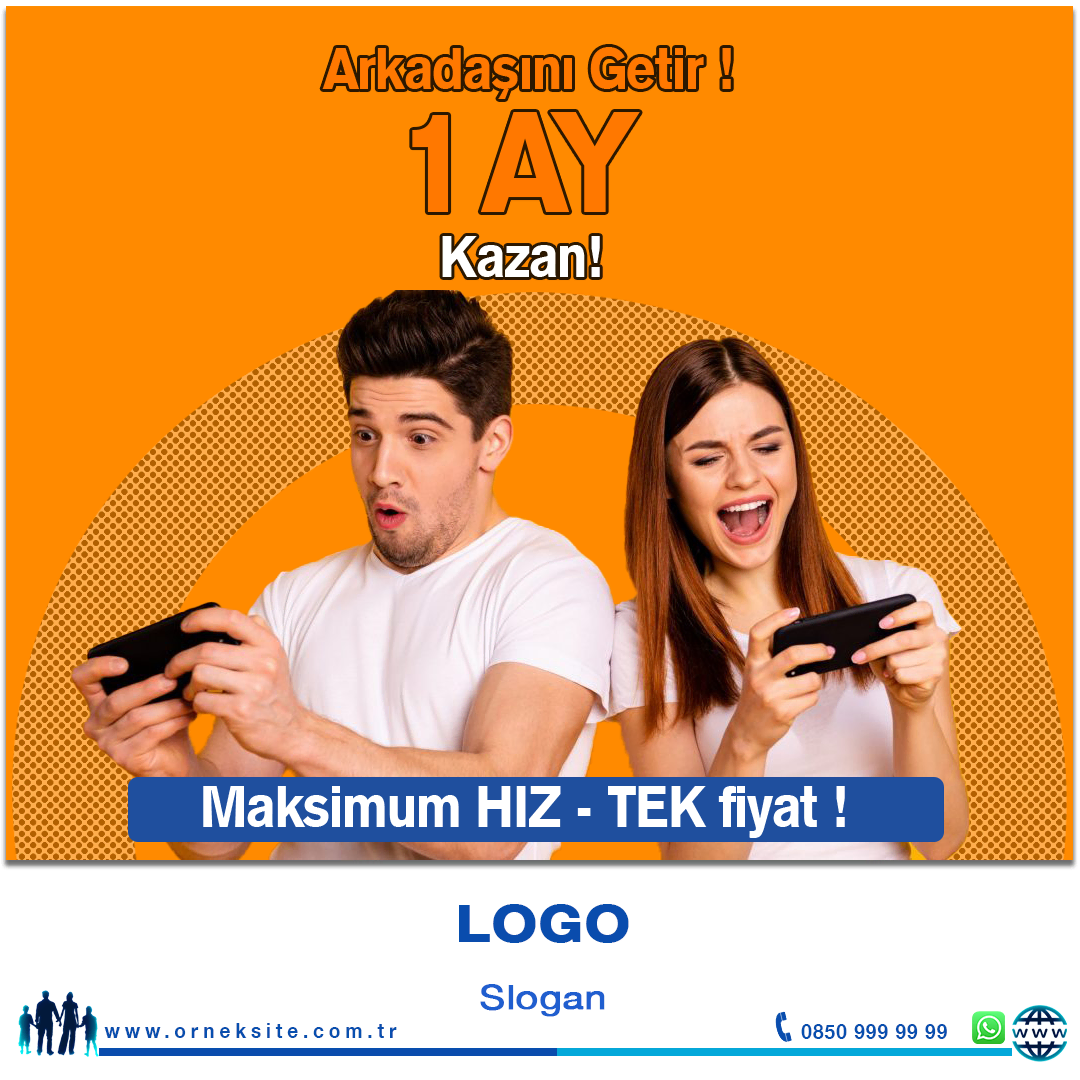 Arkadaşını Getir !
1 AY
Kazan!
Maksimum HIZ - TEK fiyat !
LOGO
Slogan
www.orneksite.com.tr
0850 999 99 99
www